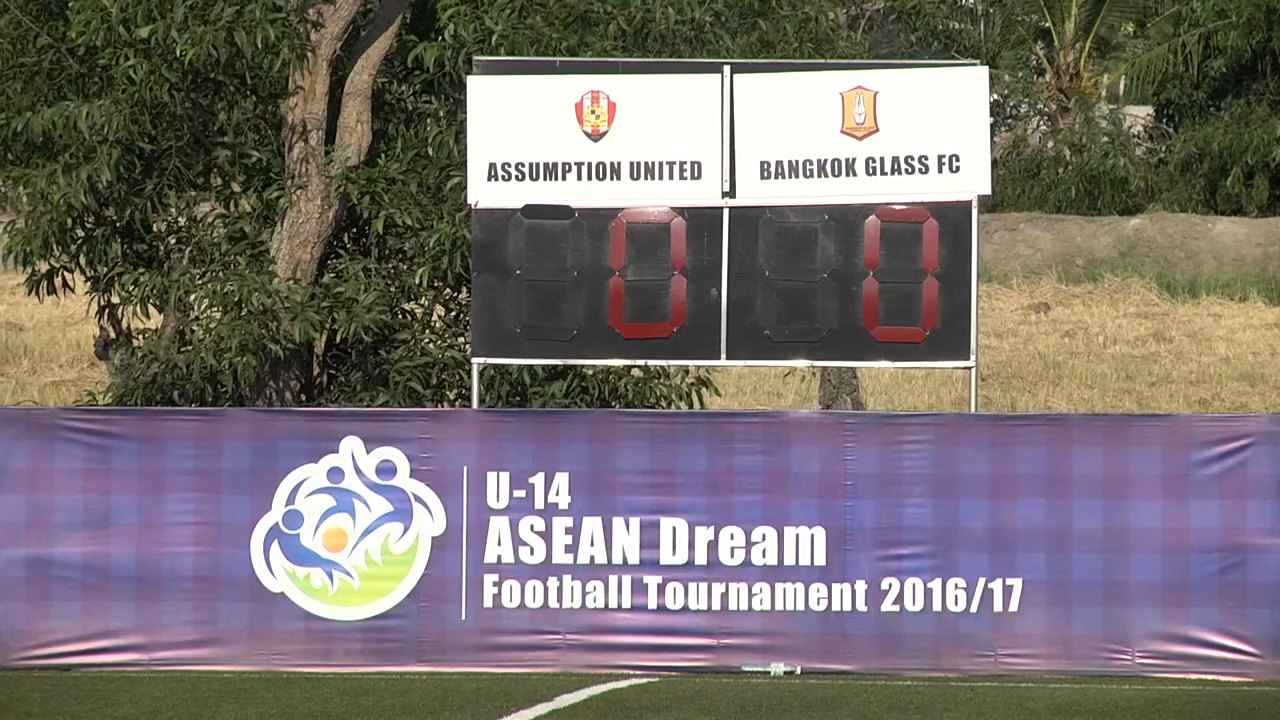 ASSUMPTION UNITED
BANGKOK GLASS FC
0
0
U-14
ASEAN Dream
Football Tournament 2016/17